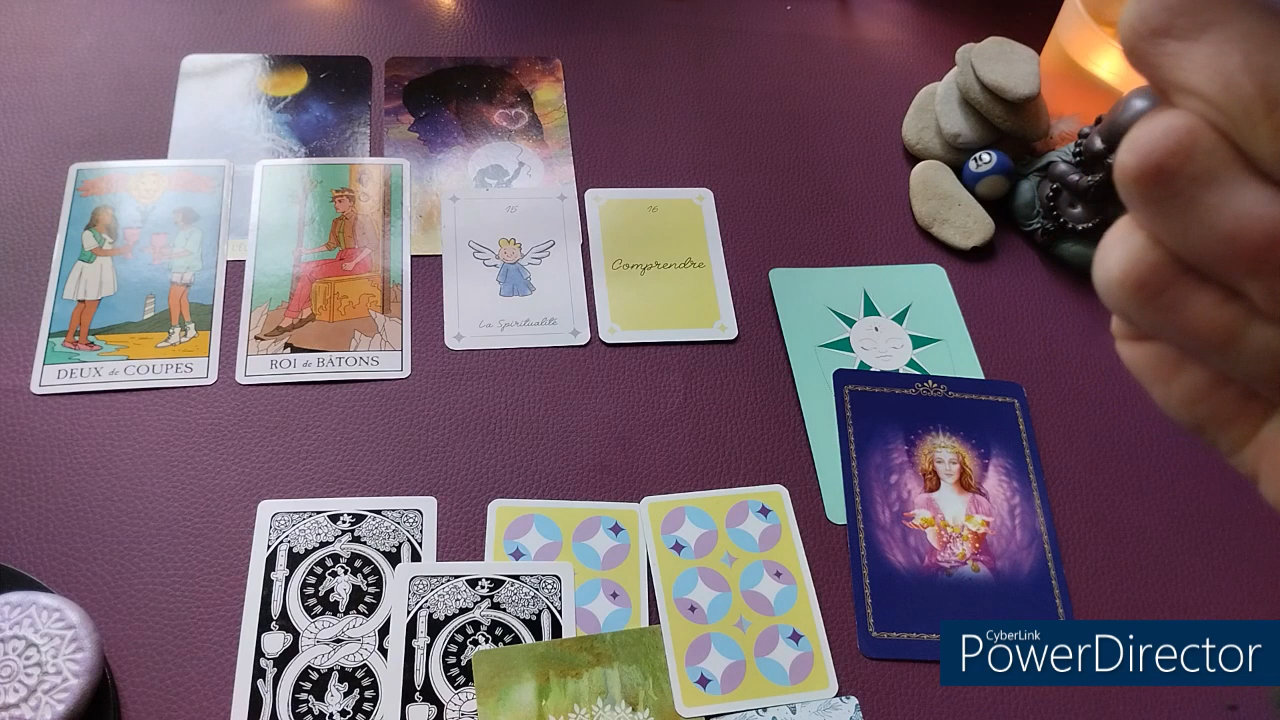 DEUX de COUPES
ROI de BÂTONS
15
La Spiritualité
16
Comprendre
10
CyberLink
PowerDirector